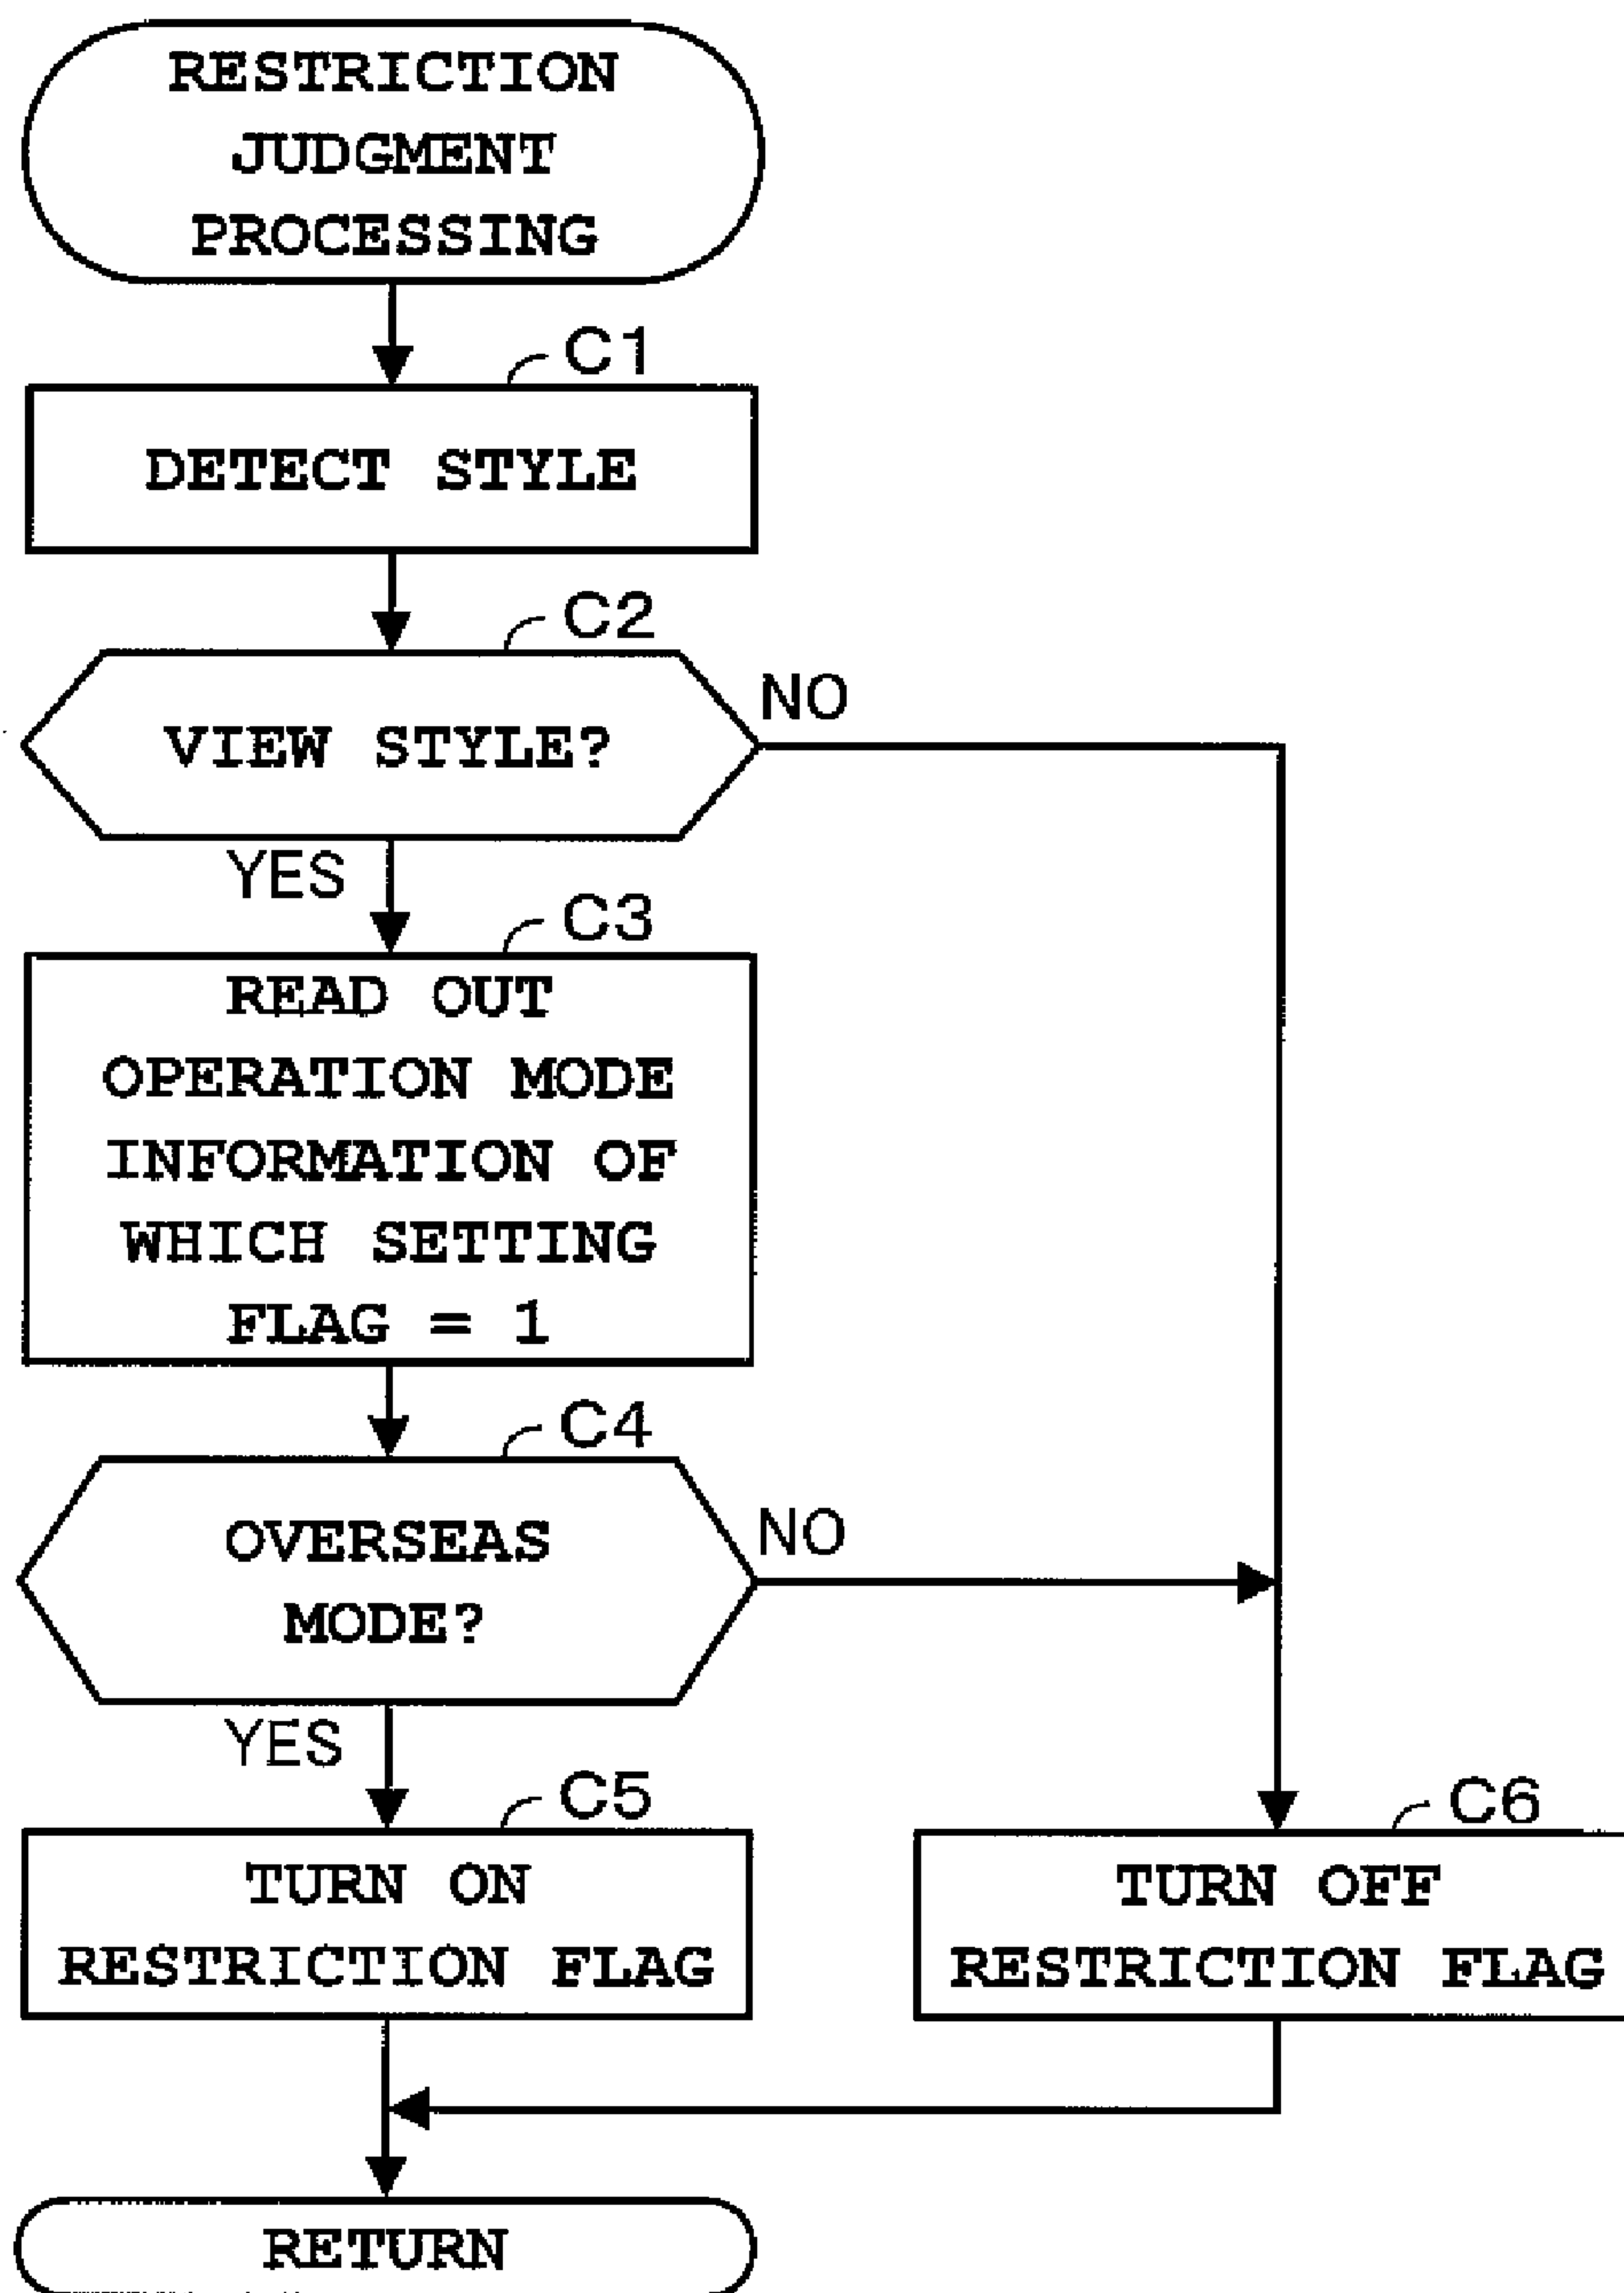 RESTRICTION
JUDGMENT
PROCESSING
C1
DETECT STYLE
C2
VIEW STYLE?
NO
YES
C3
READ OUT
OPERATION MODE
INFORMATION OF
WHICH SETTING
FLAG = 1
C4
OVERSEAS
MODE?
NO
YES
C5
TURN ON
RESTRICTION FLAG
C6
TURN OFF
RESTRICTION FLAG
RETURN